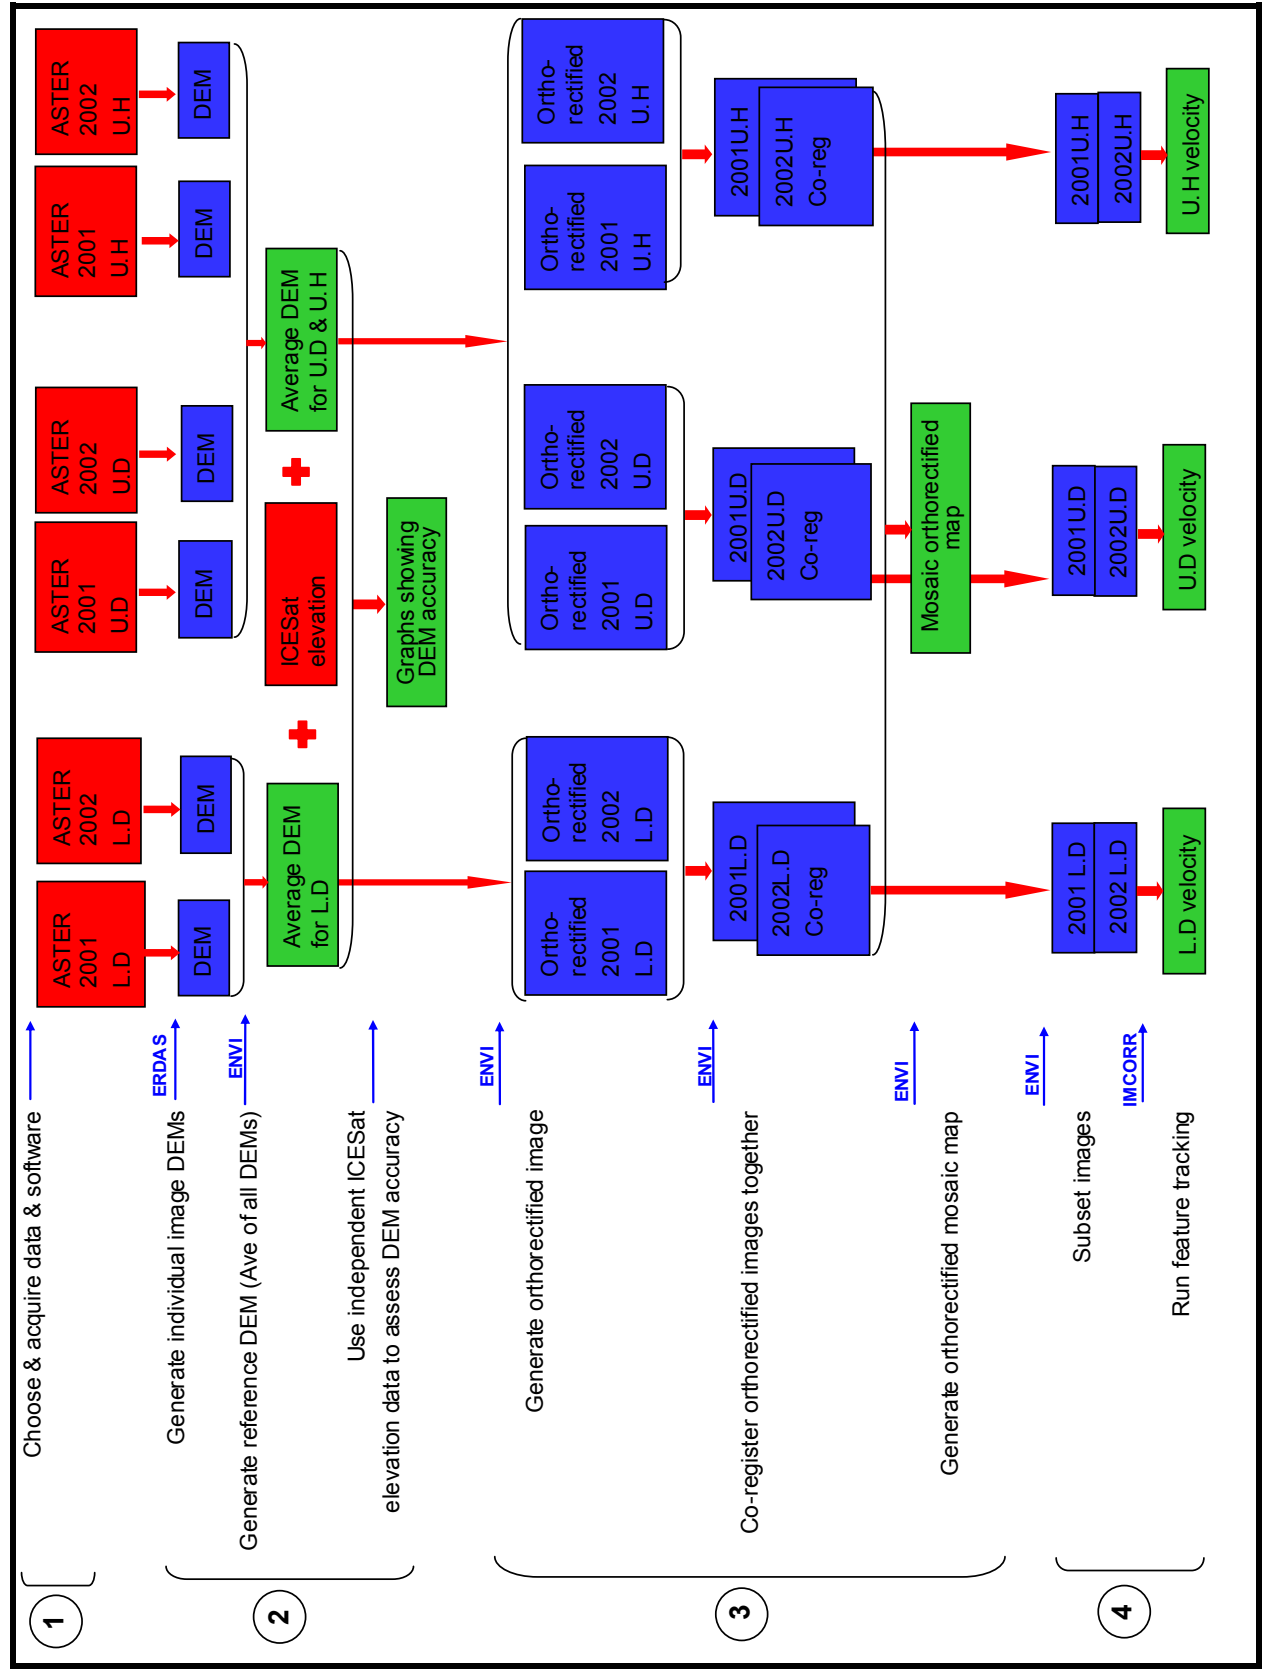 1
Choose & acquire data & software
ASTER
2001
L.D
ASTER
2002
L.D
ASTER
2001
U.D
ASTER
2002
U.D
ASTER
2001
U.H
ASTER
2002
U.H
2
Generate individual image DEMs
ERDAS
DEM
DEM
DEM
DEM
DEM
DEM
Generate reference DEM (Ave of all DEMs)
ENVI
Average DEM
for L.D
ICESat
elevation
Average DEM
for U.D & U.H
Use independent ICESat
elevation data to assess DEM accuracy
Graphs showing
DEM accuracy
3
Generate orthorectified image
ENVI
Ortho-
rectified
2001
L.D
Ortho-
rectified
2002
L.D
Ortho-
rectified
2001
U.D
Ortho-
rectified
2002
U.D
Ortho-
rectified
2001
U.H
Ortho-
rectified
2002
U.H
Co-register orthorectified images together
ENVI
2001L.D
2002L.D
Co-reg
2001U.D
2002U.D
Co-reg
2001U.H
2002U.H
Co-reg
Generate orthorectified mosaic map
ENVI
Mosaic orthorectified
map
4
Subset images
ENVI
2001 L.D
2002 L.D
2001U.D
2002U.D
2001U.H
2002U.H
Run feature tracking
IMCORR
L.D velocity
U.D velocity
U.H velocity